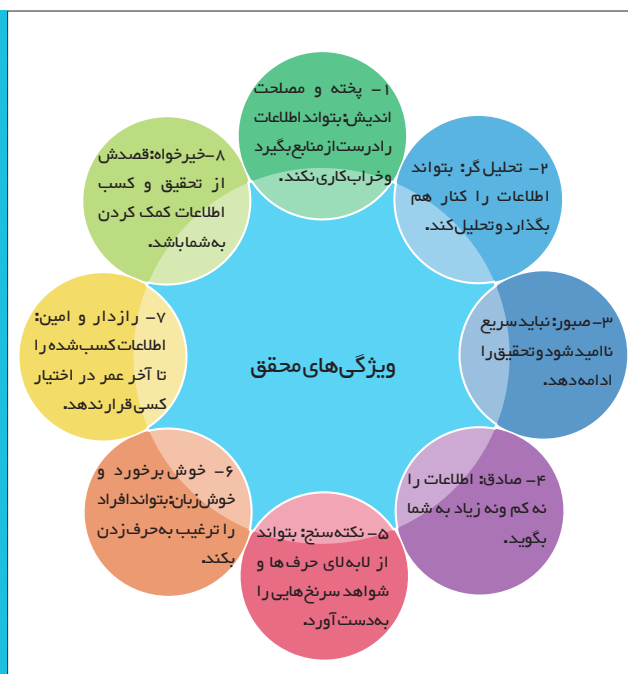 ویژگی‌های محقق
۱- پخته و مصلحت
اندیش: بتواند اطلاعات
را درست از منابع بگیرد
و خراب‌کاری نکند.
۲- تحلیل‌گر: بتواند
اطلاعات را کنار هم
بگذارد و تحلیل کند.
۳- صبور: نباید سریع
ناامید شود و تحقیق را
ادامه دهد.
۴- صادق: اطلاعات را
نه کم ونه زیاد به شما
بگوید.
۵- نکته‌سنج: بتواند
از لابه‌لای حرف‌ها و
شواهد سرنخ‌هایی را
به‌دست آورد.
۶- خوش برخورد و
خوش‌زبان: بتواند افراد
را ترغیب به حرف زدن
بکند.
۷- رازدار و امین:
اطلاعات کسب شده را
تا آخر عمر در اختیار
کسی قرار ندهد.
۸- خیرخواه: قصدش
از تحقیق و کسب
اطلاعات کمک کردن
به شما باشد.